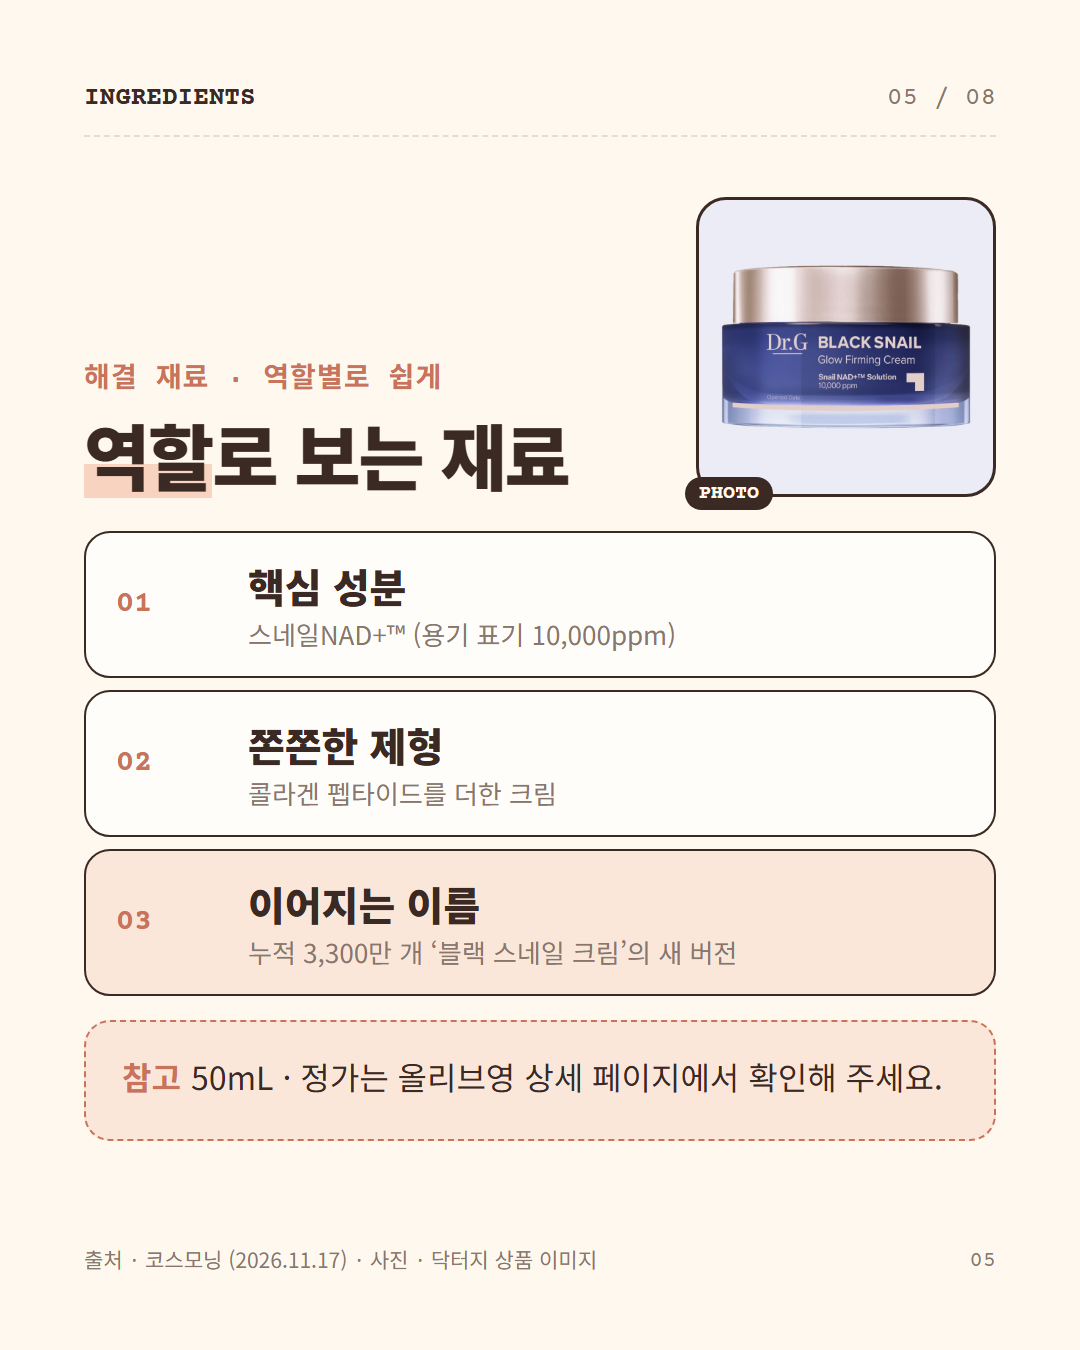 INGREDIENTS
05 / 08
해결 재료 · 역할별로 쉽게
역할로 보는 재료
Dr.G
BLACK SNAIL
Glow Firming Cream
Snail NAD+™ Solution
10,000 ppm
PHOTO
01
핵심 성분
스네일NAD+™ (용기 표기 10,000ppm)
02
쫀쫀한 제형
콜라겐 펩타이드를 더한 크림
03
이어지는 이름
누적 3,300만 개 ‘블랙 스네일 크림’의 새 버전
참고 50mL · 정가는 올리브영 상세 페이지에서 확인해 주세요.
출처 · 코스모닝 (2026.11.17) · 사진 · 닥터지 상품 이미지
05